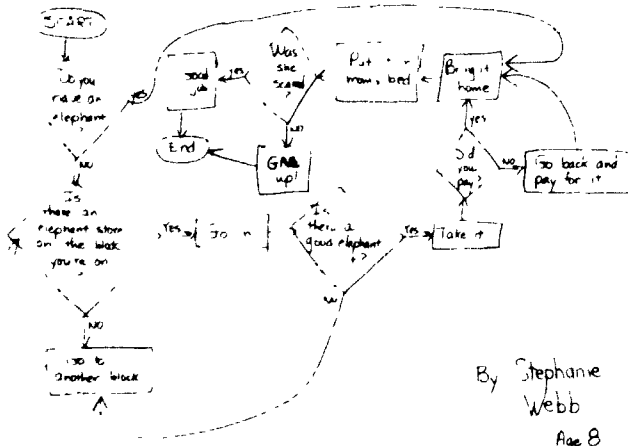 START
Do you
have an
elephant?
yes
NO
Is
there an
elephant store
on the block
you're on
?
Yes
Go in
Is
there a
good elephant
?
NO
Yes
Take it
Did
you
pay?
yes
NO
Go back and
pay for it
Bring it
home
Put in
moms bed
Was
she
scared
?
yes
NO
Good
job
Give
up!
End
NO
Go to
another block
By Stephanie
Webb
Age 8